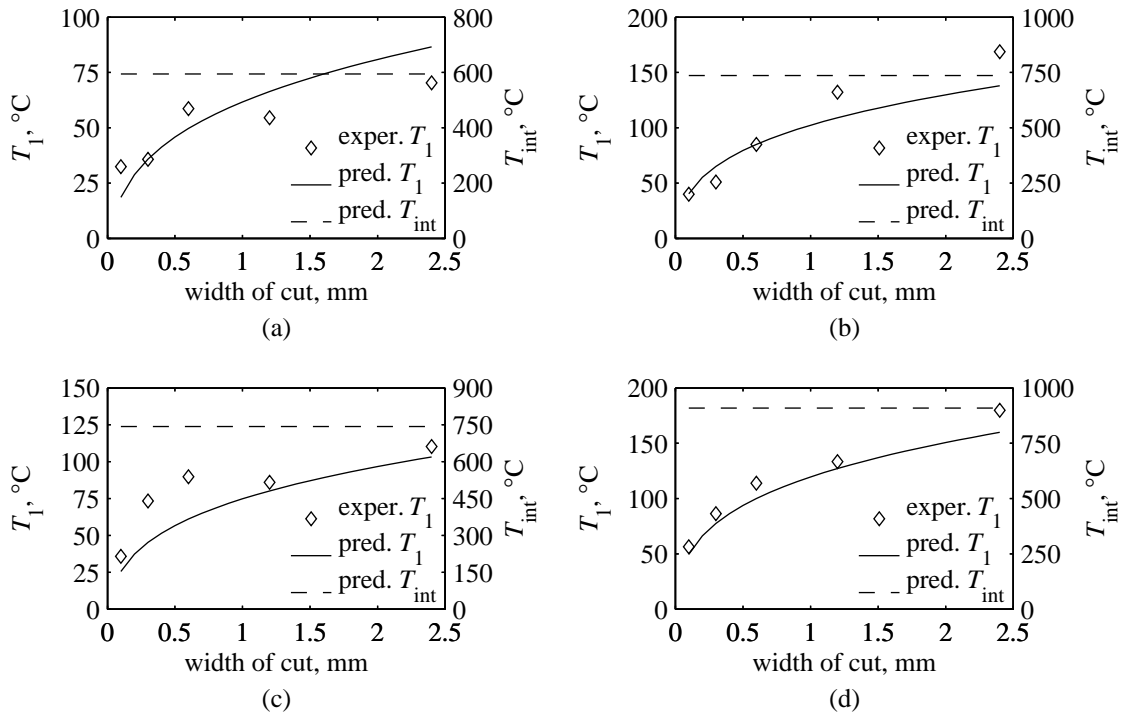 100
75
50
25
0
T1, °C
800
600
400
200
0
Tint, °C
exper. T1
pred. T1
pred. Tint
0 0.5 1 1.5 2 2.5
width of cut, mm
(a)
200
150
100
50
0
T1, °C
1000
750
500
250
0
Tint, °C
exper. T1
pred. T1
pred. Tint
0 0.5 1 1.5 2 2.5
width of cut, mm
(b)
150
125
100
75
50
25
0
T1, °C
900
750
600
450
300
150
0
Tint, °C
exper. T1
pred. T1
pred. Tint
0 0.5 1 1.5 2 2.5
width of cut, mm
(c)
200
150
100
50
0
T1, °C
1000
750
500
250
0
Tint, °C
exper. T1
pred. T1
pred. Tint
0 0.5 1 1.5 2 2.5
width of cut, mm
(d)